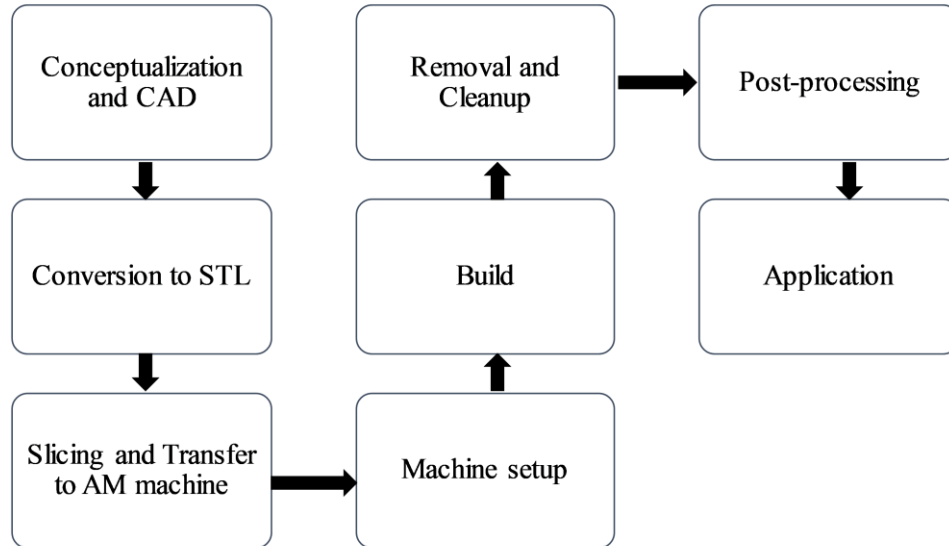 Conceptualization
and CAD
Conversion to STL
Slicing and Transfer
to AM machine
Machine setup
Build
Removal and
Cleanup
Post-processing
Application